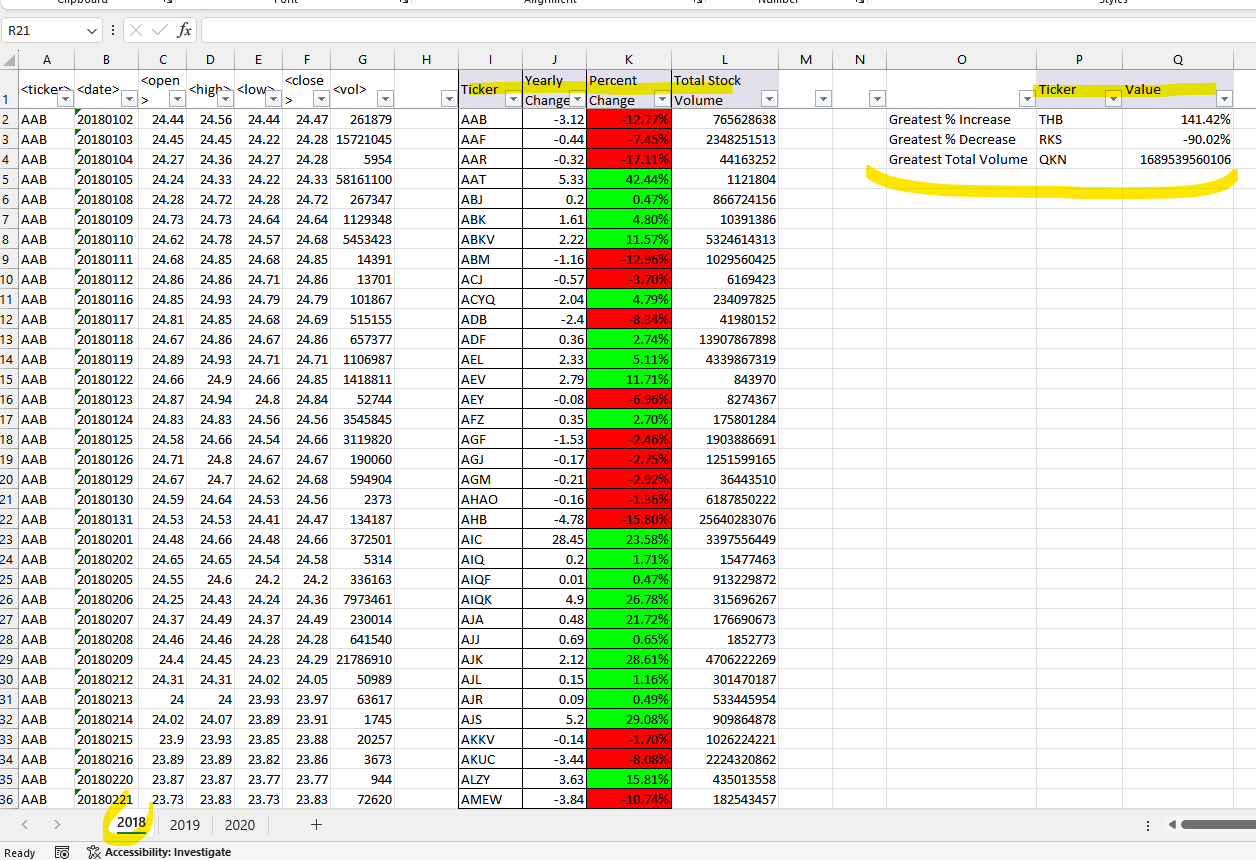 Clipboard Font Alignment Number Styles
R21 fx
A B C D E F G H I J K L M N O P Q
<open <close Yearly Percent Total Stock
<ticker> <date> <high> <low> <vol> Ticker Ticker Value
1 > > Change Change Volume
2 AAB 20180102 24.44 24.56 24.44 24.47 261879 AAB -3.12 -12.77% 765628638 Greatest % Increase THB 141.42%
3 AAB 20180103 24.45 24.45 24.22 24.28 15721045 AAF -0.44 -7.45% 2348251513 Greatest % Decrease RKS -90.02%
4 AAB 20180104 24.27 24.36 24.27 24.28 5954 AAR -0.32 -17.11% 44163252 Greatest Total Volume QKN 1689539560106
5 AAB 20180105 24.24 24.33 24.22 24.33 58161100 AAT 5.33 42.44% 1121804
6 AAB 20180108 24.28 24.72 24.28 24.72 267347 ABJ 0.2 0.47% 866724156
7 AAB 20180109 24.73 24.73 24.64 24.64 1129348 ABK 1.61 4.80% 10391386
8 AAB 20180110 24.62 24.78 24.57 24.68 5453423 ABKV 2.22 11.57% 5324614313
9 AAB 20180111 24.68 24.85 24.68 24.85 14391 ABM -1.16 -12.96% 1029560425
10 AAB 20180112 24.86 24.86 24.71 24.86 13701 ACJ -0.57 -3.70% 6169423
11 AAB 20180116 24.85 24.93 24.79 24.79 101867 ACYQ 2.04 4.79% 234097825
12 AAB 20180117 24.81 24.85 24.68 24.69 515155 ADB -2.4 -8.34% 41980152
13 AAB 20180118 24.67 24.86 24.67 24.86 657377 ADF 0.36 2.74% 13907867898
14 AAB 20180119 24.89 24.93 24.71 24.71 1106987 AEL 2.33 5.11% 4339867319
15 AAB 20180122 24.66 24.9 24.66 24.85 1418811 AEV 2.79 11.71% 843970
16 AAB 20180123 24.87 24.94 24.8 24.84 52744 AEY -0.08 -6.96% 8274367
17 AAB 20180124 24.83 24.83 24.56 24.56 3545845 AFZ 0.35 2.70% 175801284
18 AAB 20180125 24.58 24.66 24.54 24.66 3119820 AGF -1.53 -2.46% 1903886691
19 AAB 20180126 24.71 24.8 24.67 24.67 190060 AGJ -0.17 -2.75% 1251599165
20 AAB 20180129 24.67 24.7 24.62 24.68 594904 AGM -0.21 -2.92% 36443510
21 AAB 20180130 24.59 24.64 24.53 24.56 2373 AHAO -0.16 -1.36% 6187850222
22 AAB 20180131 24.53 24.53 24.41 24.47 134187 AHB -4.78 -15.80% 25640283076
23 AAB 20180201 24.48 24.66 24.48 24.66 372501 AIC 28.45 23.58% 3397556449
24 AAB 20180202 24.65 24.65 24.54 24.58 5314 AIQ 0.2 1.71% 15477463
25 AAB 20180205 24.55 24.6 24.2 24.2 336163 AIQF 0.01 0.47% 913229872
26 AAB 20180206 24.25 24.43 24.24 24.36 7973461 AIQK 4.9 26.78% 315696267
27 AAB 20180207 24.37 24.49 24.37 24.49 230014 AJA 0.48 21.72% 176690673
28 AAB 20180208 24.46 24.46 24.28 24.28 641540 AJJ 0.69 0.65% 1852773
29 AAB 20180209 24.4 24.45 24.23 24.29 21786910 AJK 2.12 28.61% 4706222269
30 AAB 20180212 24.31 24.31 24.02 24.05 50989 AJL 0.15 1.16% 301470187
31 AAB 20180213 24 24 23.93 23.97 63617 AJR 0.09 0.49% 533445954
32 AAB 20180214 24.02 24.07 23.89 23.91 1745 AJS 5.2 29.08% 909864878
33 AAB 20180215 23.9 23.93 23.85 23.88 20257 AKKV -0.14 -1.70% 1026224221
34 AAB 20180216 23.89 23.89 23.82 23.86 3673 AKUC -3.44 -8.08% 2224320862
35 AAB 20180220 23.87 23.87 23.77 23.77 944 ALZY 3.63 15.81% 435013558
36 AAB 20180221 23.73 23.83 23.73 23.83 72620 AMEW -3.84 -10.74% 182543457
2018 2019 2020
Ready Accessibility: Investigate